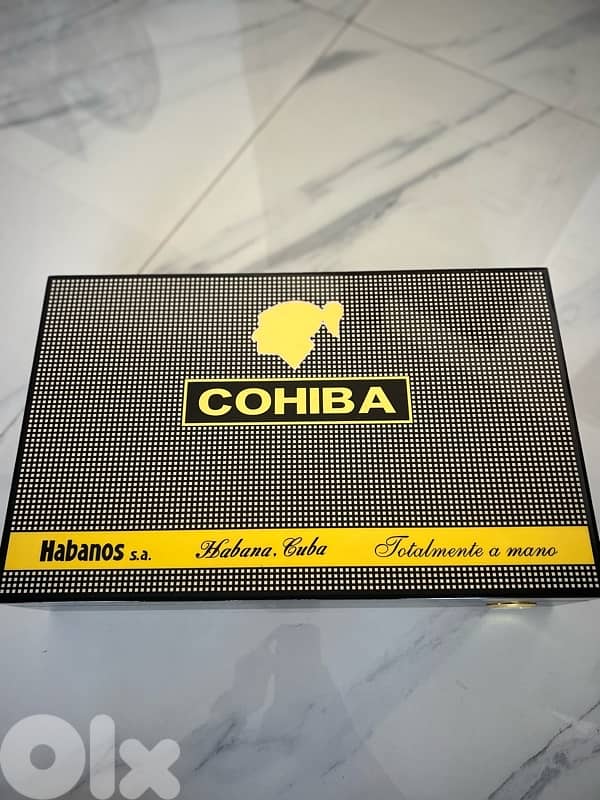 COHIBA
Habanos s.a. Habana, Cuba Totalmente a mano
olx